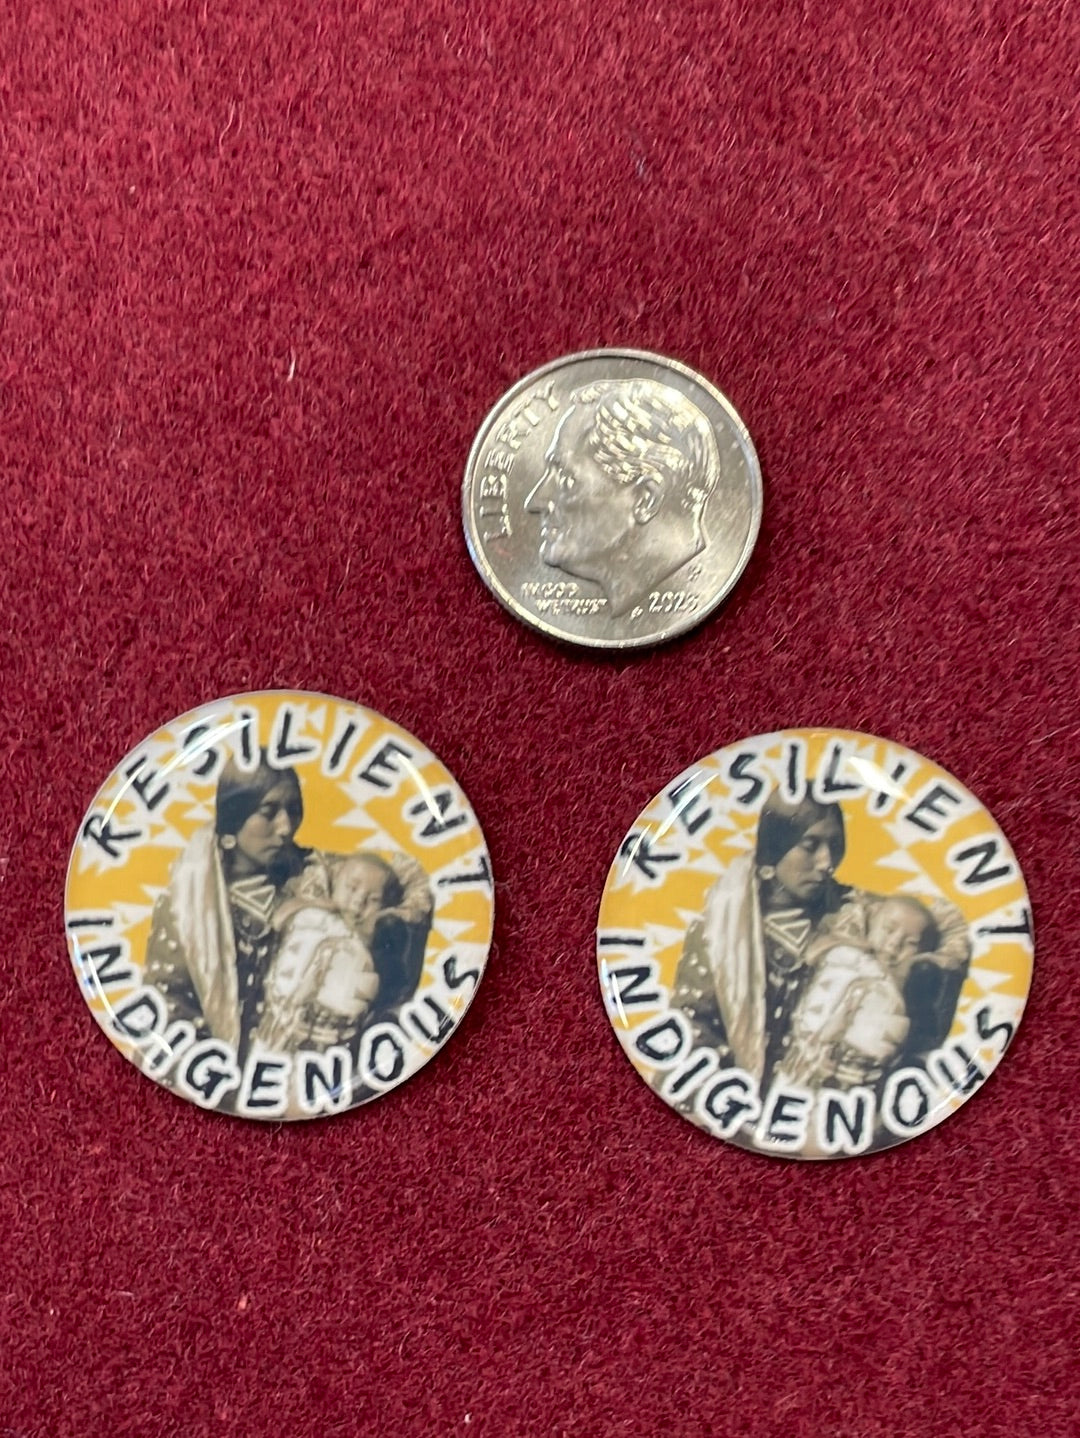 LIBERTY
IN GOD
WE TRUST
RESILIENT
INDIGENOUS
RESILIENT
INDIGENOUS